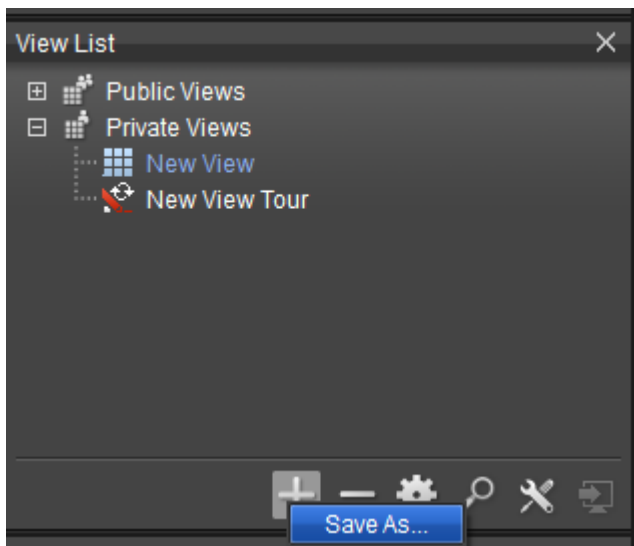 View List
Public Views
Private Views
New View
New View Tour
Save As...